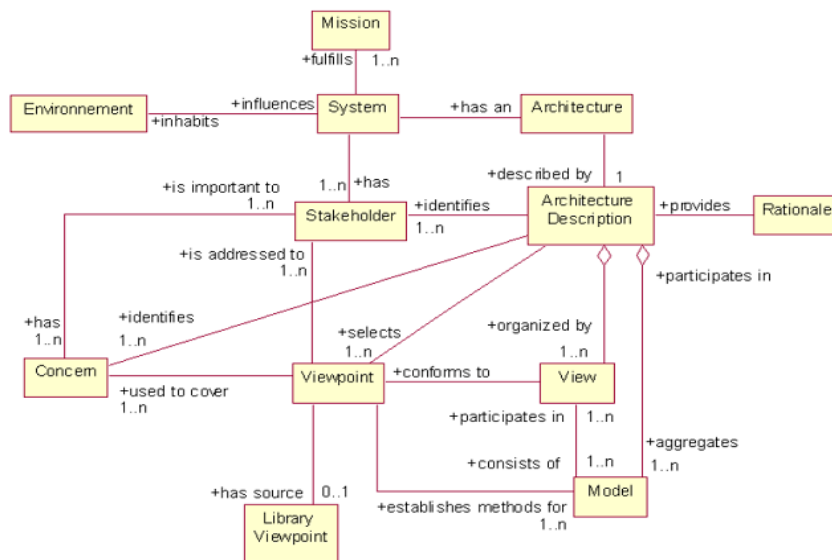 Mission
+fulfills
1..n
Environnement
+influences
+inhabits
System
+has an
Architecture
+is important to
1..n
1..n
+has
+described by
1
Stakeholder
+identifies
1..n
Architecture
Description
+provides
Rationale
+is addressed to
1..n
+participates in
+has
1..n
+identifies
1..n
+selects
1..n
+organized by
1..n
Concern
+used to cover
1..n
Viewpoint
+conforms to
View
+participates in
1..n
+consists of
1..n
+aggregates
1..n
+has source
0..1
+establishes methods for
1..n
Model
Library
Viewpoint